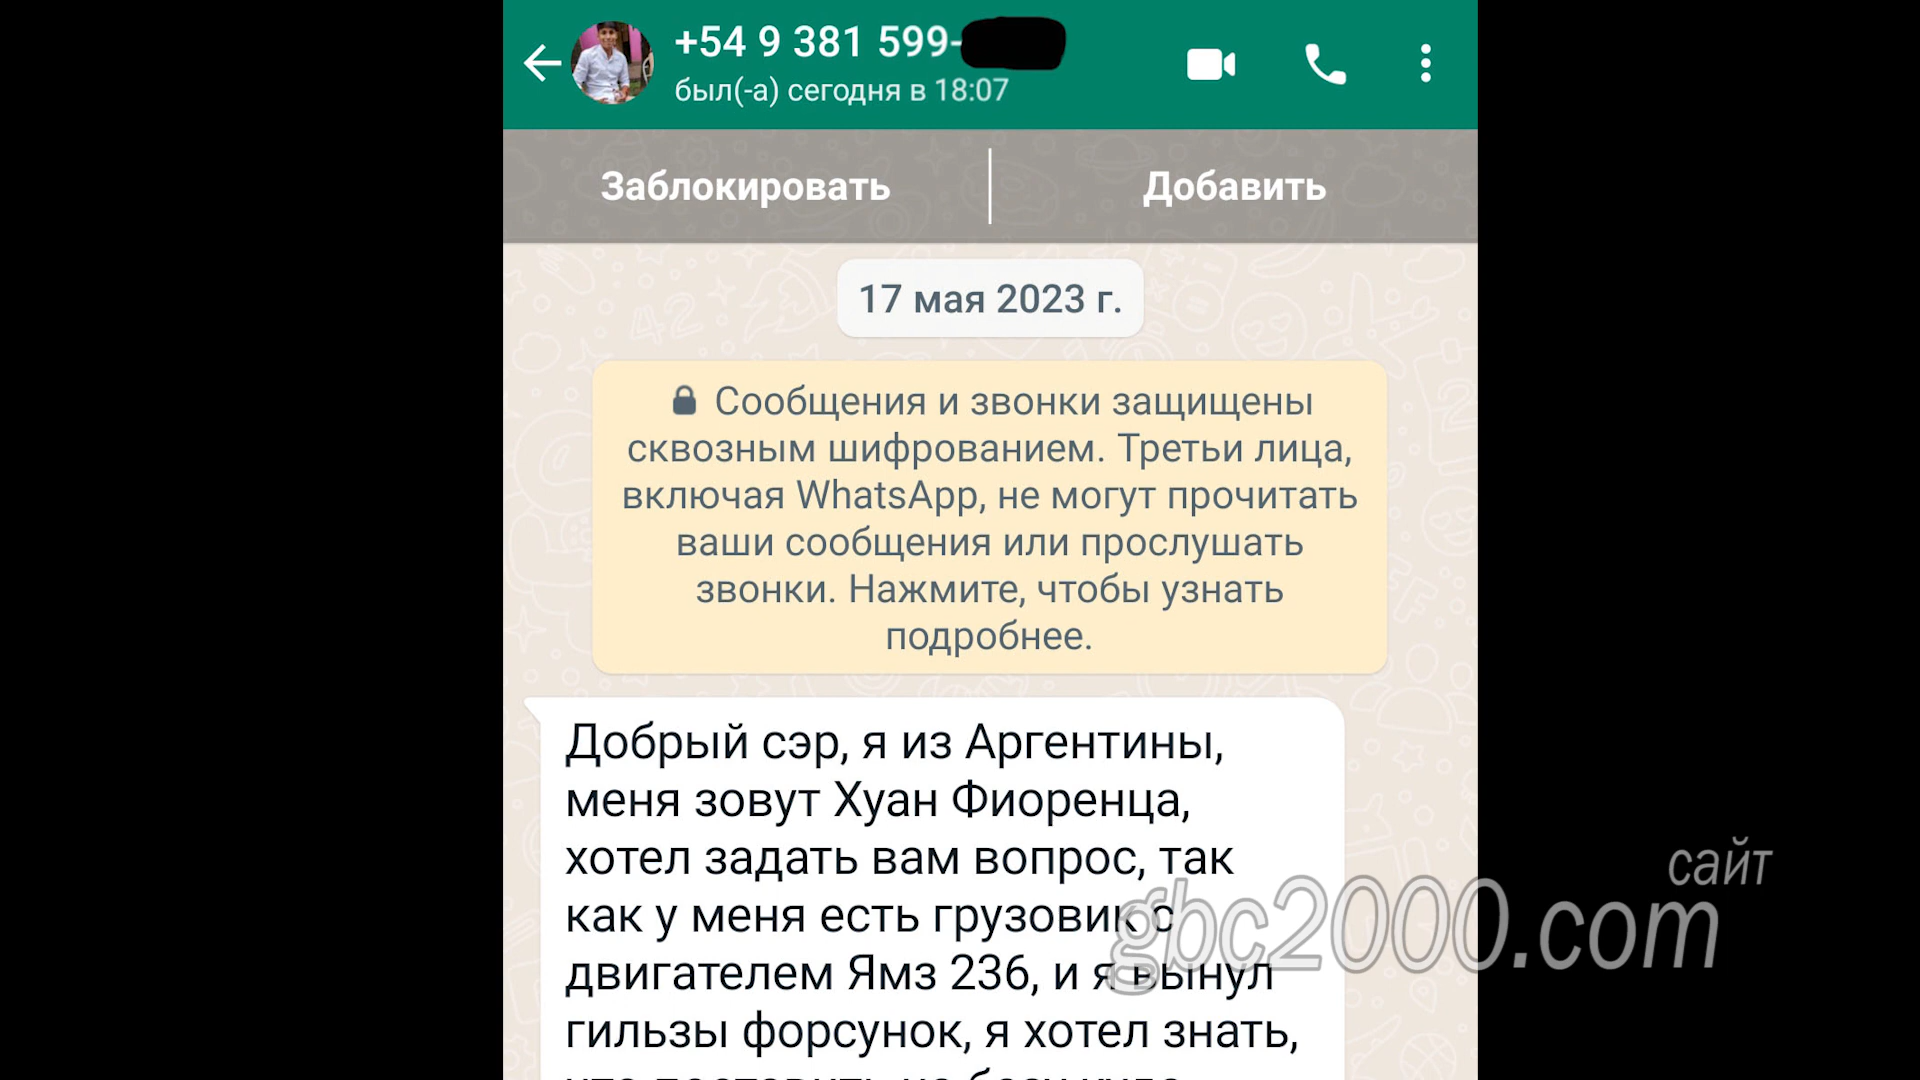 +54 9 381 599-
был(-а) сегодня в 18:07
Заблокировать
Добавить
17 мая 2023 г.
Сообщения и звонки защищены
сквозным шифрованием. Третьи лица,
включая WhatsApp, не могут прочитать
ваши сообщения или прослушать
звонки. Нажмите, чтобы узнать
подробнее.
Добрый сэр, я из Аргентины,
меня зовут Хуан Фиоренца,
хотел задать вам вопрос, так
как у меня есть грузовик с
двигателем Ямз 236, и я вынул
гильзы форсунок, я хотел знать,
сайт
gbc2000.com